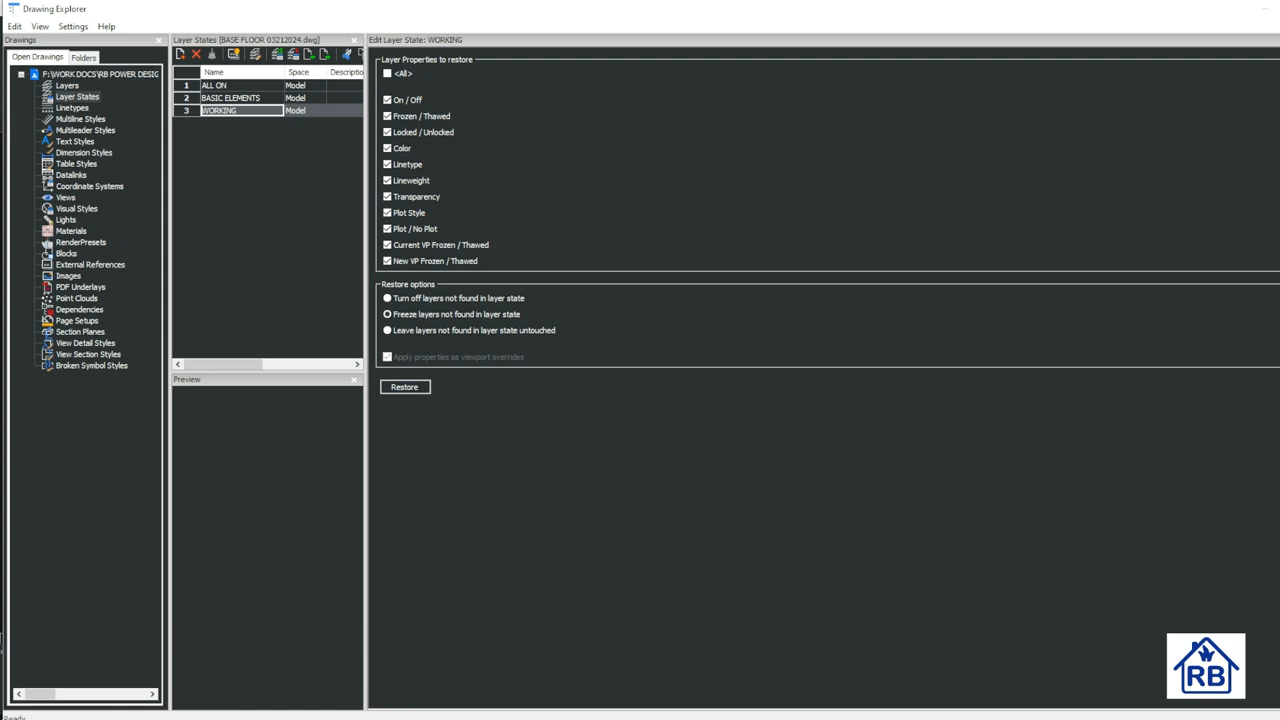 Drawing Explorer
Edit View Settings Help
Drawings
Open Drawings Folders
F:\WORK DOCS\RB POWER DESIG
Layers
Layer States
Linetypes
Multiline Styles
Multileader Styles
Text Styles
Dimension Styles
Table Styles
Datalinks
Coordinate Systems
Views
Visual Styles
Lights
Materials
RenderPresets
Blocks
External References
Images
PDF Underlays
Point Clouds
Dependencies
Page Setups
Section Planes
View Detail Styles
View Section Styles
Broken Symbol Styles
Layer States [BASE FLOOR 03212024.dwg]
Name Space Descriptio
1 ALL ON Model
2 BASIC ELEMENTS Model
3 WORKING Model
Preview
Edit Layer State: WORKING
Layer Properties to restore
<All>
On / Off
Frozen / Thawed
Locked / Unlocked
Color
Linetype
Lineweight
Transparency
Plot Style
Plot / No Plot
Current VP Frozen / Thawed
New VP Frozen / Thawed
Restore options
Turn off layers not found in layer state
Freeze layers not found in layer state
Leave layers not found in layer state untouched
Apply properties as viewport overrides
Restore
RB
Ready